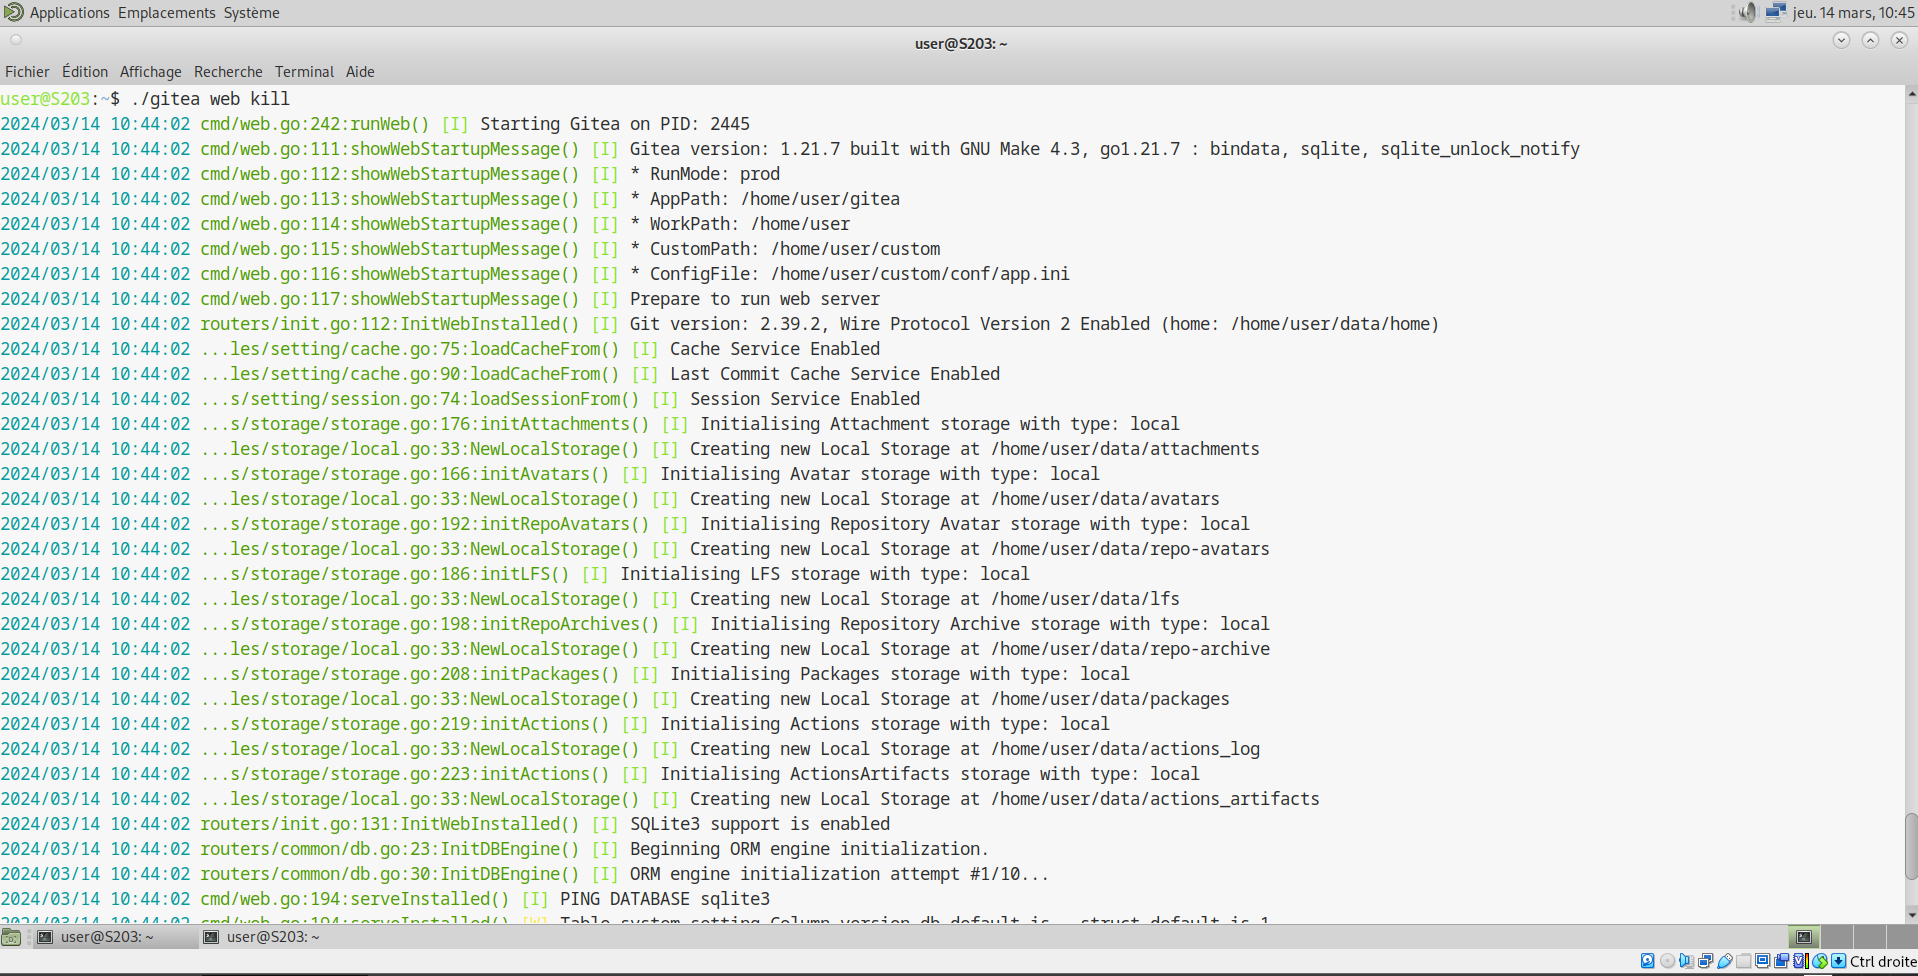 Applications Emplacements Système
jeu. 14 mars, 10:45
user@S203: ~
Fichier Édition Affichage Recherche Terminal Aide
user@S203:~$ ./gitea web kill
2024/03/14 10:44:02 cmd/web.go:242:runWeb() [I] Starting Gitea on PID: 2445
2024/03/14 10:44:02 cmd/web.go:111:showWebStartupMessage() [I] Gitea version: 1.21.7 built with GNU Make 4.3, go1.21.7 : bindata, sqlite, sqlite_unlock_notify
2024/03/14 10:44:02 cmd/web.go:112:showWebStartupMessage() [I] * RunMode: prod
2024/03/14 10:44:02 cmd/web.go:113:showWebStartupMessage() [I] * AppPath: /home/user/gitea
2024/03/14 10:44:02 cmd/web.go:114:showWebStartupMessage() [I] * WorkPath: /home/user
2024/03/14 10:44:02 cmd/web.go:115:showWebStartupMessage() [I] * CustomPath: /home/user/custom
2024/03/14 10:44:02 cmd/web.go:116:showWebStartupMessage() [I] * ConfigFile: /home/user/custom/conf/app.ini
2024/03/14 10:44:02 cmd/web.go:117:showWebStartupMessage() [I] Prepare to run web server
2024/03/14 10:44:02 routers/init.go:112:InitWebInstalled() [I] Git version: 2.39.2, Wire Protocol Version 2 Enabled (home: /home/user/data/home)
2024/03/14 10:44:02 ...les/setting/cache.go:75:loadCacheFrom() [I] Cache Service Enabled
2024/03/14 10:44:02 ...les/setting/cache.go:90:loadCacheFrom() [I] Last Commit Cache Service Enabled
2024/03/14 10:44:02 ...s/setting/session.go:74:loadSessionFrom() [I] Session Service Enabled
2024/03/14 10:44:02 ...s/storage/storage.go:176:initAttachments() [I] Initialising Attachment storage with type: local
2024/03/14 10:44:02 ...les/storage/local.go:33:NewLocalStorage() [I] Creating new Local Storage at /home/user/data/attachments
2024/03/14 10:44:02 ...s/storage/storage.go:166:initAvatars() [I] Initialising Avatar storage with type: local
2024/03/14 10:44:02 ...les/storage/local.go:33:NewLocalStorage() [I] Creating new Local Storage at /home/user/data/avatars
2024/03/14 10:44:02 ...s/storage/storage.go:192:initRepoAvatars() [I] Initialising Repository Avatar storage with type: local
2024/03/14 10:44:02 ...les/storage/local.go:33:NewLocalStorage() [I] Creating new Local Storage at /home/user/data/repo-avatars
2024/03/14 10:44:02 ...s/storage/storage.go:186:initLFS() [I] Initialising LFS storage with type: local
2024/03/14 10:44:02 ...les/storage/local.go:33:NewLocalStorage() [I] Creating new Local Storage at /home/user/data/lfs
2024/03/14 10:44:02 ...s/storage/storage.go:198:initRepoArchives() [I] Initialising Repository Archive storage with type: local
2024/03/14 10:44:02 ...les/storage/local.go:33:NewLocalStorage() [I] Creating new Local Storage at /home/user/data/repo-archive
2024/03/14 10:44:02 ...s/storage/storage.go:208:initPackages() [I] Initialising Packages storage with type: local
2024/03/14 10:44:02 ...les/storage/local.go:33:NewLocalStorage() [I] Creating new Local Storage at /home/user/data/packages
2024/03/14 10:44:02 ...s/storage/storage.go:219:initActions() [I] Initialising Actions storage with type: local
2024/03/14 10:44:02 ...les/storage/local.go:33:NewLocalStorage() [I] Creating new Local Storage at /home/user/data/actions_log
2024/03/14 10:44:02 ...s/storage/storage.go:223:initActions() [I] Initialising ActionsArtifacts storage with type: local
2024/03/14 10:44:02 ...les/storage/local.go:33:NewLocalStorage() [I] Creating new Local Storage at /home/user/data/actions_artifacts
2024/03/14 10:44:02 routers/init.go:131:InitWebInstalled() [I] SQLite3 support is enabled
2024/03/14 10:44:02 routers/common/db.go:23:InitDBEngine() [I] Beginning ORM engine initialization.
2024/03/14 10:44:02 routers/common/db.go:30:InitDBEngine() [I] ORM engine initialization attempt #1/10...
2024/03/14 10:44:02 cmd/web.go:194:serveInstalled() [I] PING DATABASE sqlite3
2024/03/14 10:44:02 cmd/web.go:194:serveInstalled() [W] Table system_setting Column version db default is , struct default is 1
user@S203: ~
user@S203: ~
Ctrl droite